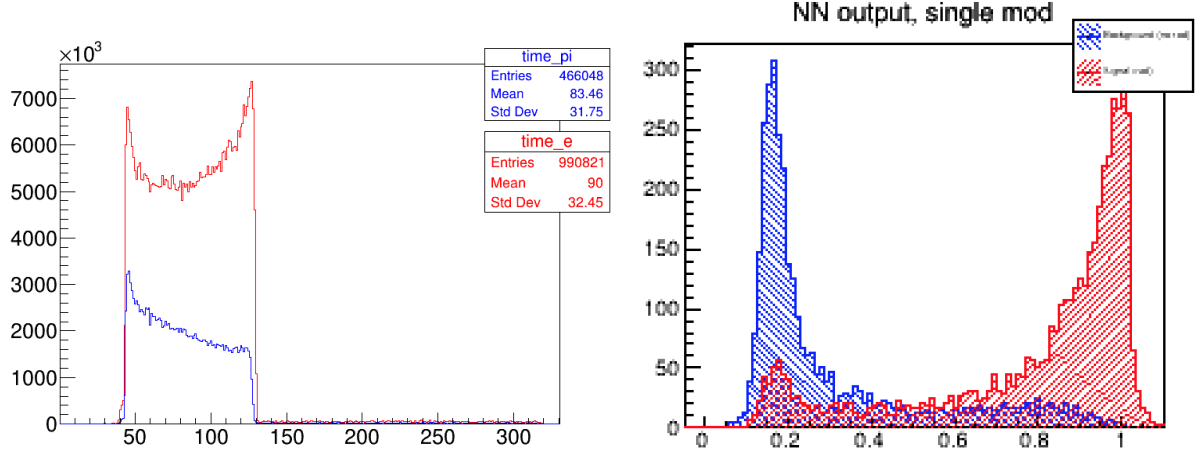 ×10³
7000
6000
5000
4000
3000
2000
1000
0
50 100 150 200 250 300
time_pi
Entries 466048
Mean 83.46
Std Dev 31.75
time_e
Entries 990821
Mean 90
Std Dev 32.45
NN output, single mod
Background
300
250
200
150
100
50
0
0 0.2 0.4 0.6 0.8 1